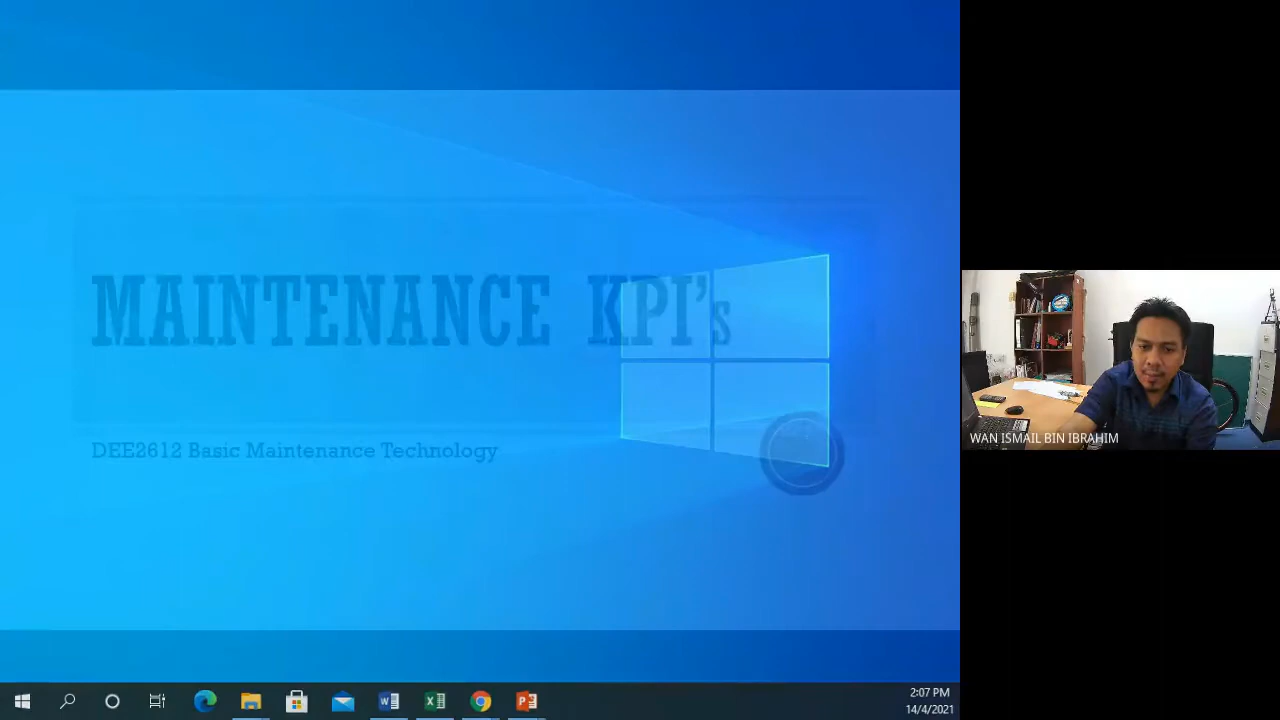 MAINTENANCE KPI's
DEE2612 Basic Maintenance Technology
WAN ISMAIL BIN IBRAHIM
2:07 PM
14/4/2021